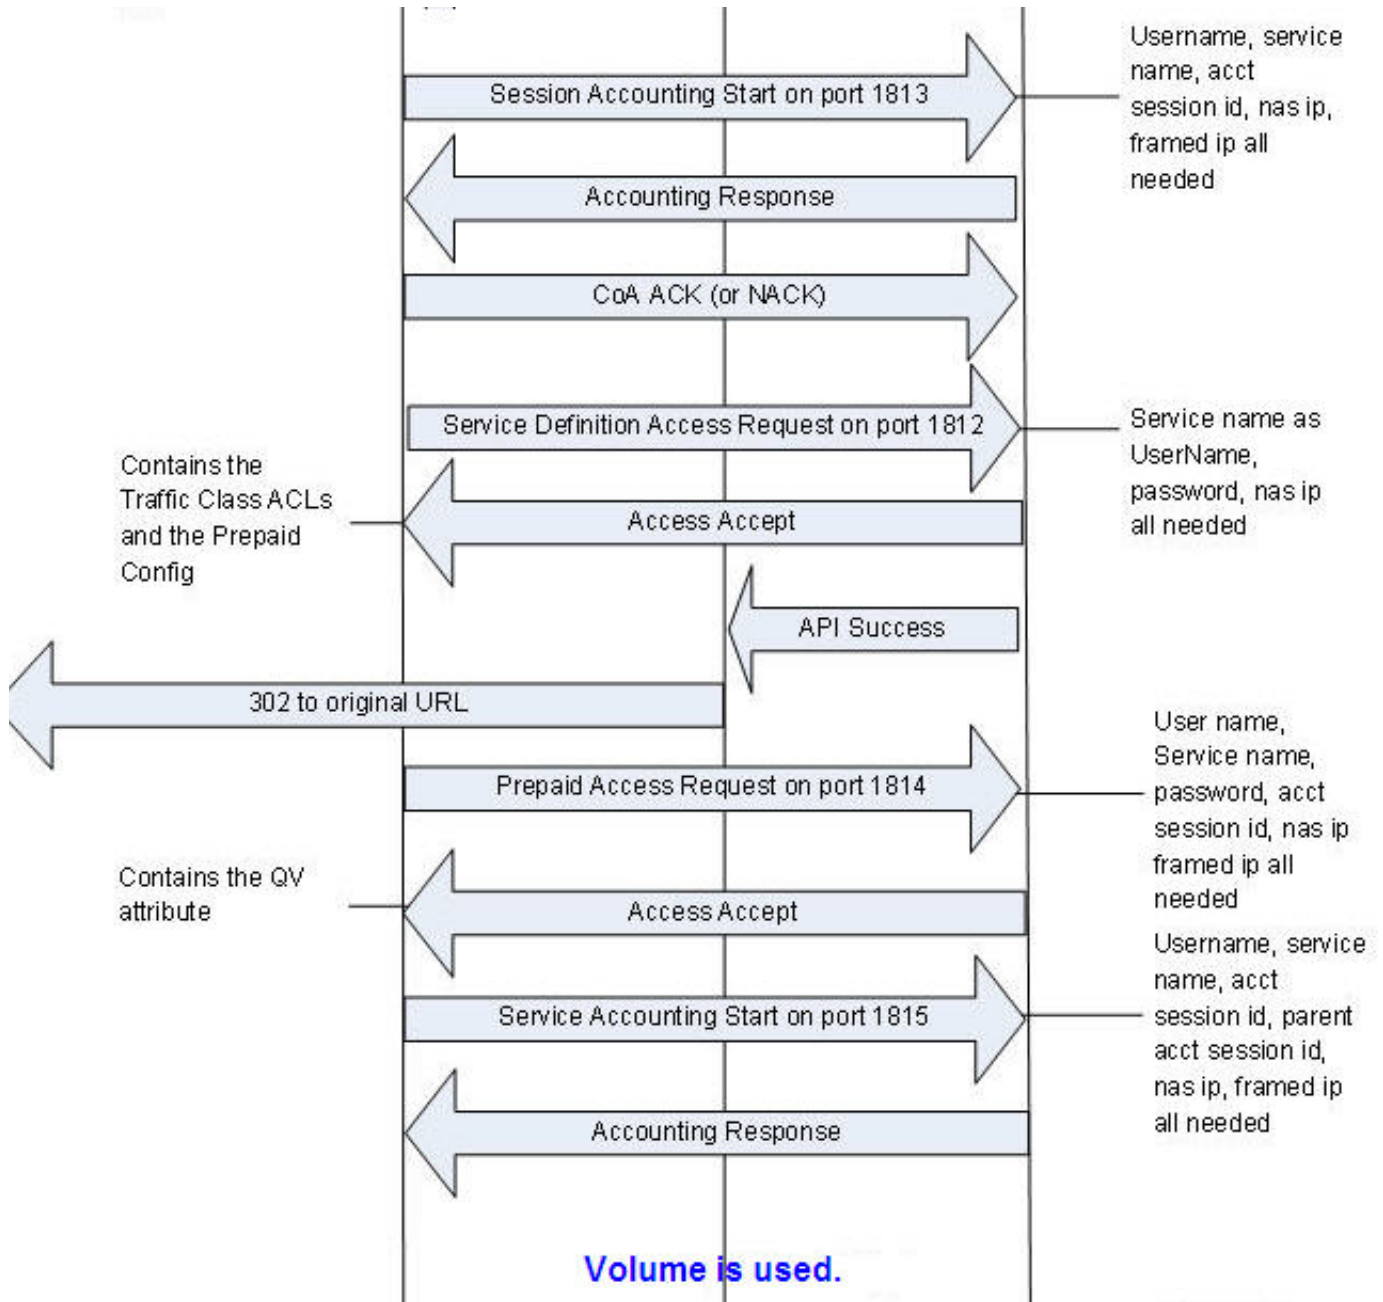 Username, service
name, acct
session id, nas ip,
framed ip all
needed
Session Accounting Start on port 1813
Accounting Response
CoA ACK (or NACK)
Service Definition Access Request on port 1812
Service name as
UserName,
password, nas ip
all needed
Contains the
Traffic Class ACLs
and the Prepaid
Config
Access Accept
API Success
302 to original URL
User name,
Service name,
password, acct
session id, nas ip
framed ip all
needed
Prepaid Access Request on port 1814
Contains the QV
attribute
Access Accept
Username, service
name, acct
session id, parent
acct session id,
nas ip, framed ip
all needed
Service Accounting Start on port 1815
Accounting Response
Volume is used.